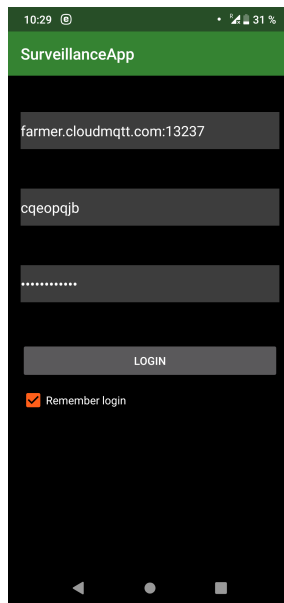 10:29 31 %
SurveillanceApp
farmer.cloudmqtt.com:13237
cqeopqjb
••••••••••••
LOGIN
Remember login